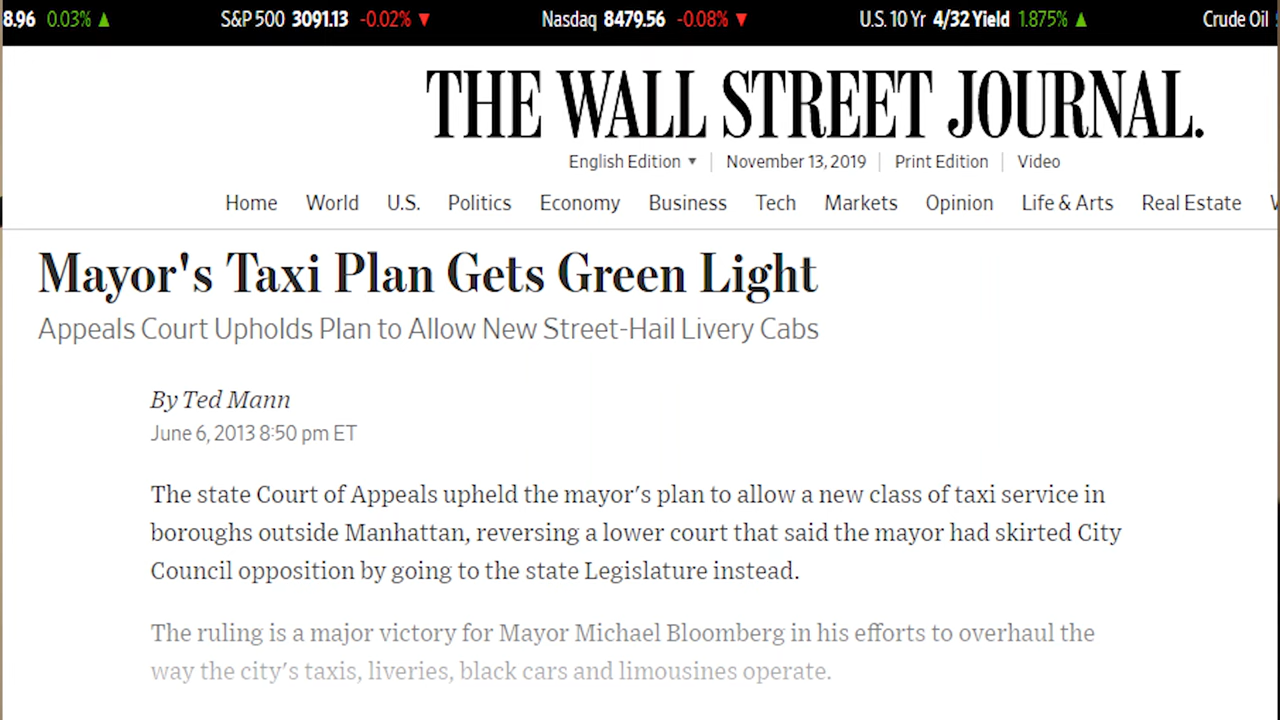 8.96 0.03% ▲ S&P 500 3091.13 -0.02% ▼ Nasdaq 8479.56 -0.08% ▼ U.S. 10 Yr 4/32 Yield 1.875% ▲ Crude Oil
THE WALL STREET JOURNAL.
English Edition ▼ November 13, 2019 Print Edition Video
Home World U.S. Politics Economy Business Tech Markets Opinion Life & Arts Real Estate
Mayor's Taxi Plan Gets Green Light
Appeals Court Upholds Plan to Allow New Street-Hail Livery Cabs
By Ted Mann
June 6, 2013 8:50 pm ET
The state Court of Appeals upheld the mayor's plan to allow a new class of taxi service in
boroughs outside Manhattan, reversing a lower court that said the mayor had skirted City
Council opposition by going to the state Legislature instead.
The ruling is a major victory for Mayor Michael Bloomberg in his efforts to overhaul the
way the city's taxis, liveries, black cars and limousines operate.